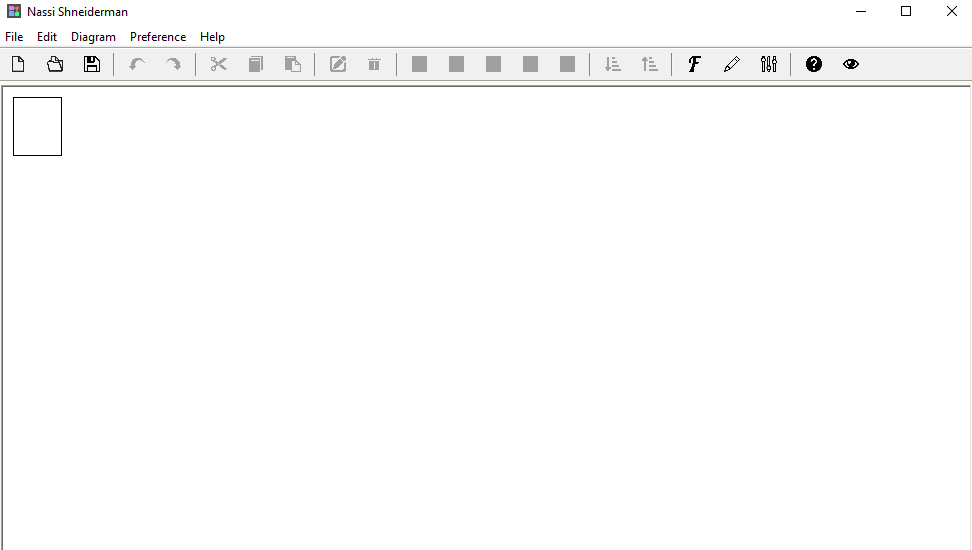 Nassi Shneiderman
File Edit Diagram Preference Help